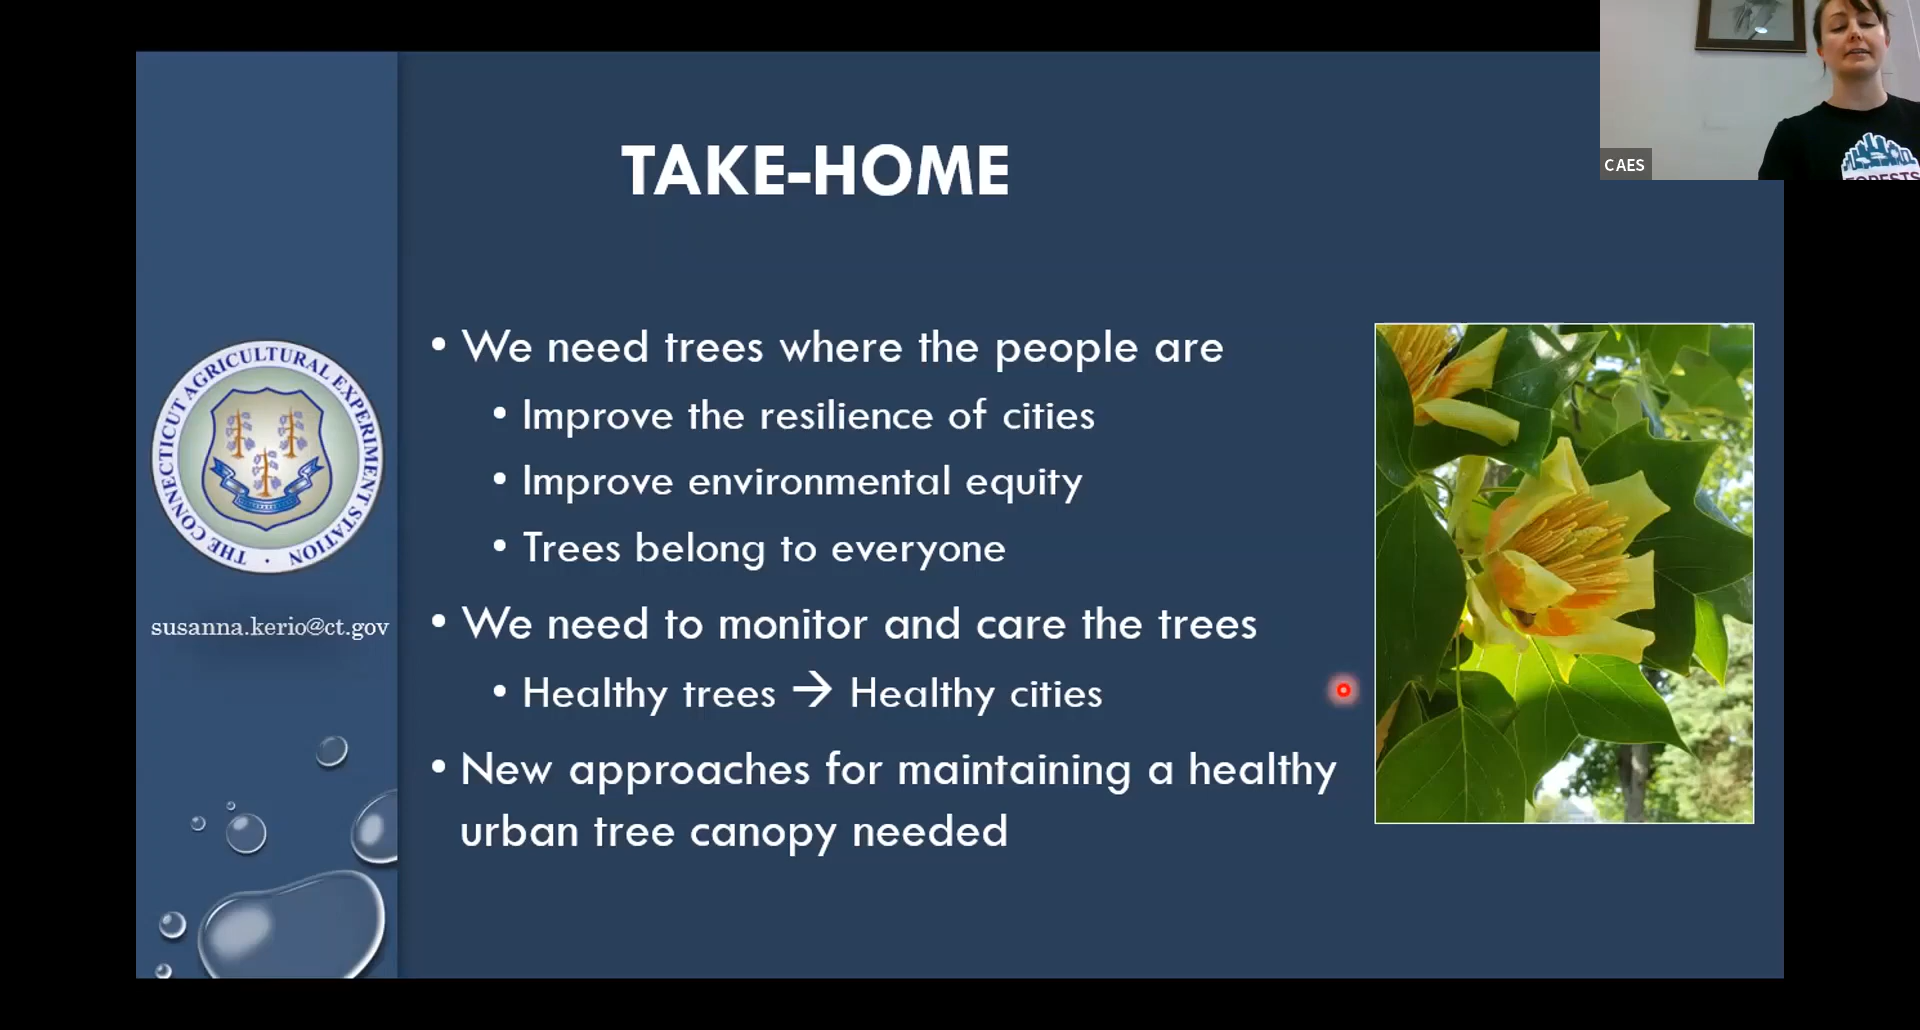 TAKE-HOME
• We need trees where the people are
• Improve the resilience of cities
• Improve environmental equity
• Trees belong to everyone
• We need to monitor and care the trees
• Healthy trees → Healthy cities
• New approaches for maintaining a healthy
urban tree canopy needed
THE CONNECTICUT AGRICULTURAL EXPERIMENT STATION
susanna.kerio@ct.gov
CAES
FORESTS